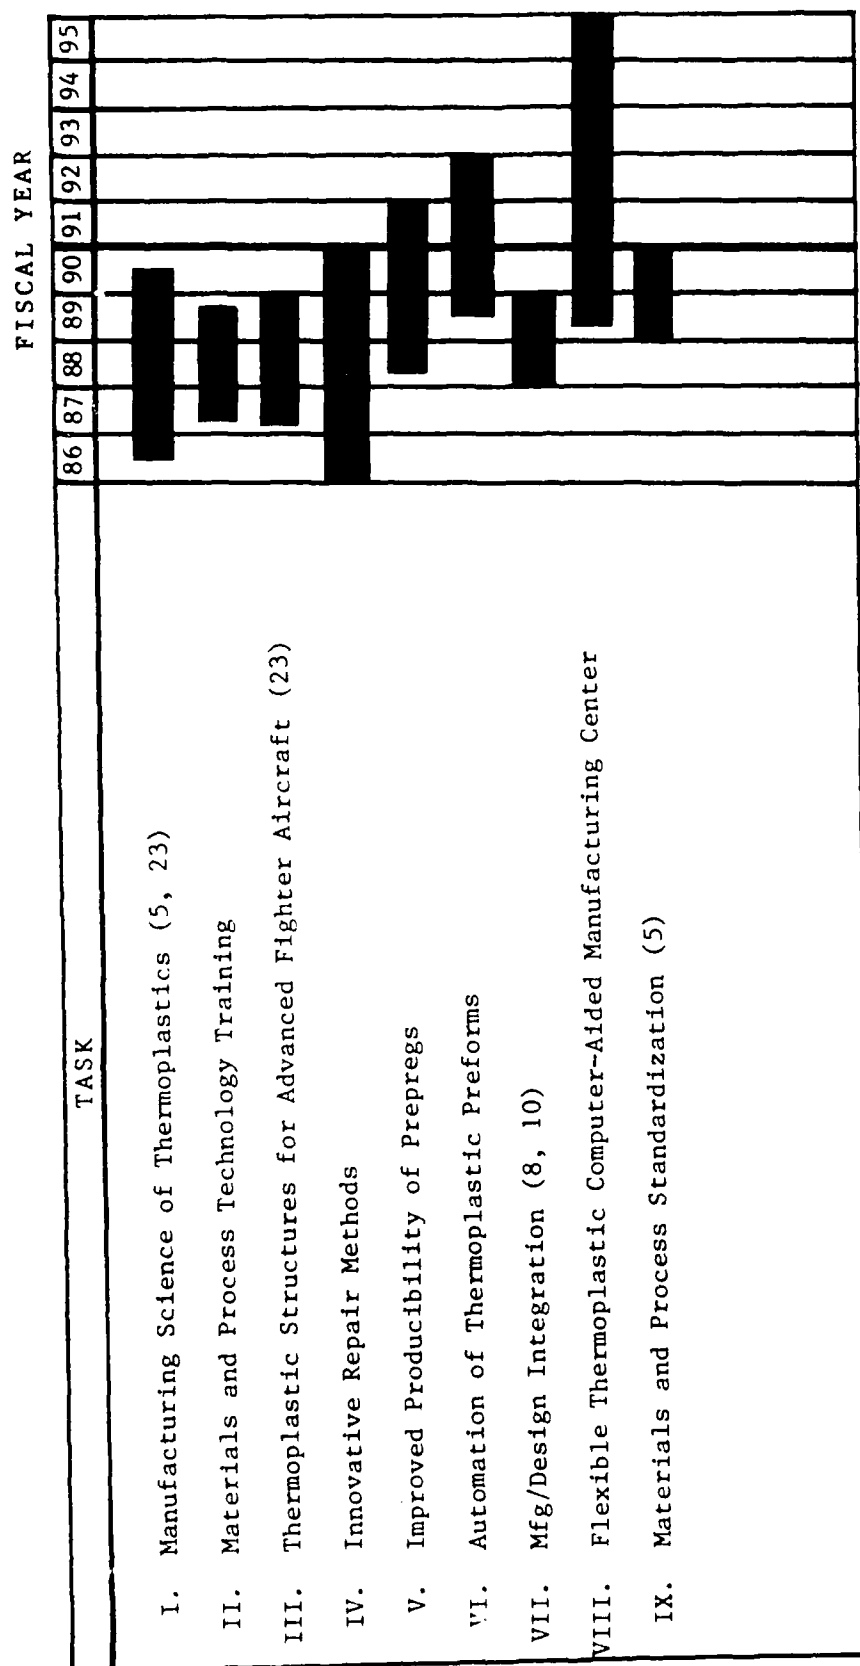 FISCAL YEAR
TASK 86 87 88 89 90 91 92 93 94 95
I. Manufacturing Science of Thermoplastics (5, 23)
II. Materials and Process Technology Training
III. Thermoplastic Structures for Advanced Fighter Aircraft (23)
IV. Innovative Repair Methods
V. Improved Producibility of Prepregs
VI. Automation of Thermoplastic Preforms
VII. Mfg/Design Integration (8, 10)
VIII. Flexible Thermoplastic Computer-Aided Manufacturing Center
IX. Materials and Process Standardization (5)